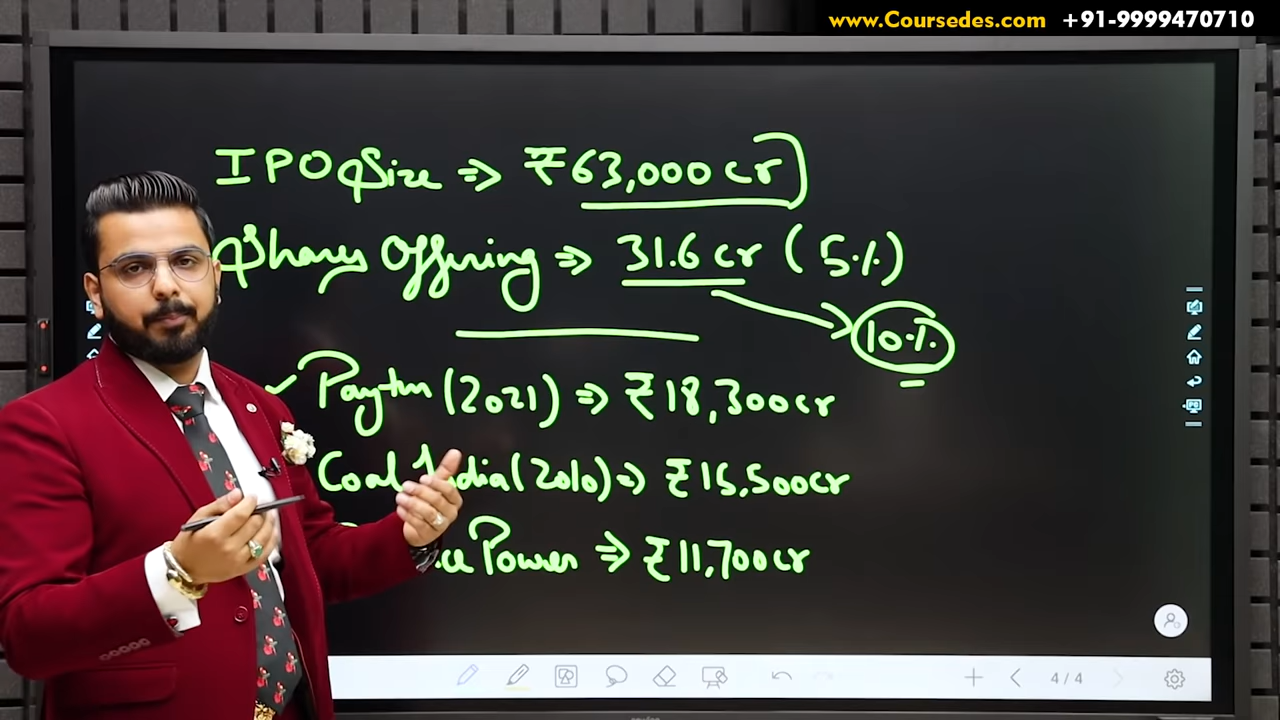 www.Coursedes.com +91-9999470710
IPO Size ⇒ ₹63,000 cr
Shares Offering ⇒ 31.6 cr (5%)
10%
Paytm (2021) ⇒ ₹18,300cr
Coal India (2010) ⇒ ₹15,500cr
Power ⇒ ₹11,700cr
4/4